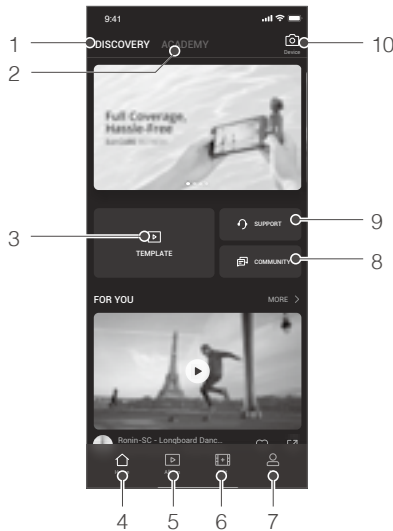 9:41
1 DISCOVERY ACADEMY 10
2 Device
Full Coverage,
Hassle-Free
3 TEMPLATE
SUPPORT 9
COMMUNITY 8
FOR YOU MORE >
Ronin-SC - Longboard Danc...
4 5 6 7